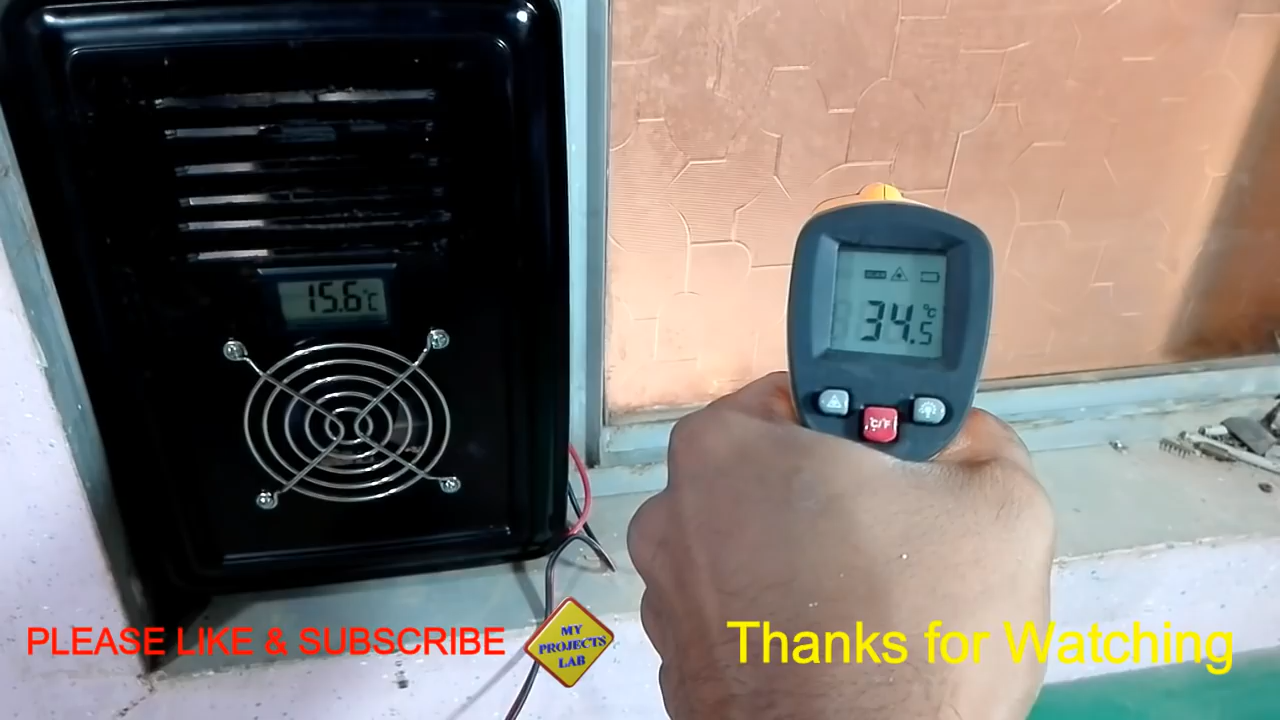 15.6°C
34.5 °C
°C/°F
PLEASE LIKE & SUBSCRIBE
MY
PROJECTS
LAB
Thanks for Watching